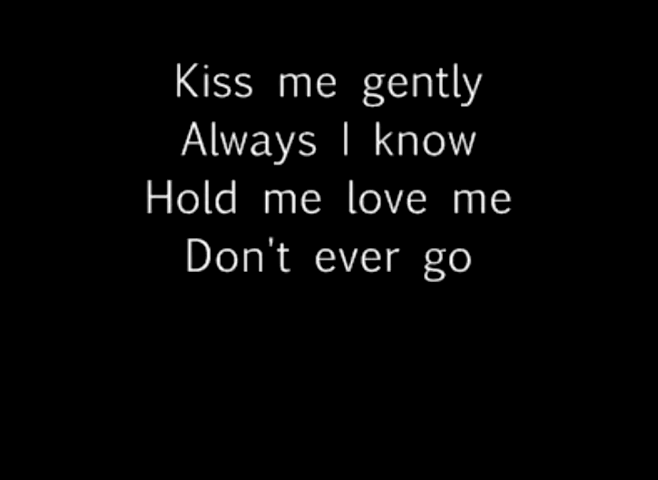 Kiss me gently
Always I know
Hold me love me
Don't ever go